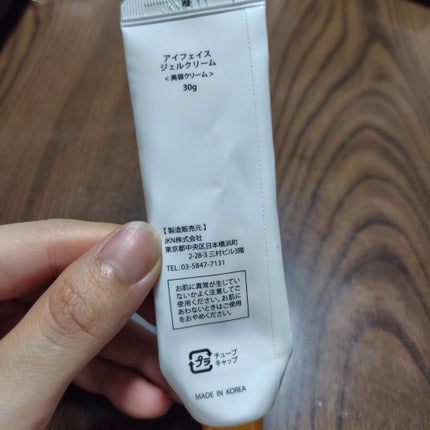 アイフェイス
ジェルクリーム
<美容クリーム>
30g
【製造販売元】
JKN株式会社
東京都中央区日本橋浜町
2-28-3 三村ビル3階
TEL:03-5847-7131
お肌に異常が生じてい
ないかよく注意してご
使用ください。お肌に
あわないときはご使用
をおやめください。
プラ
チューブ
キャップ
MADE IN KOREA